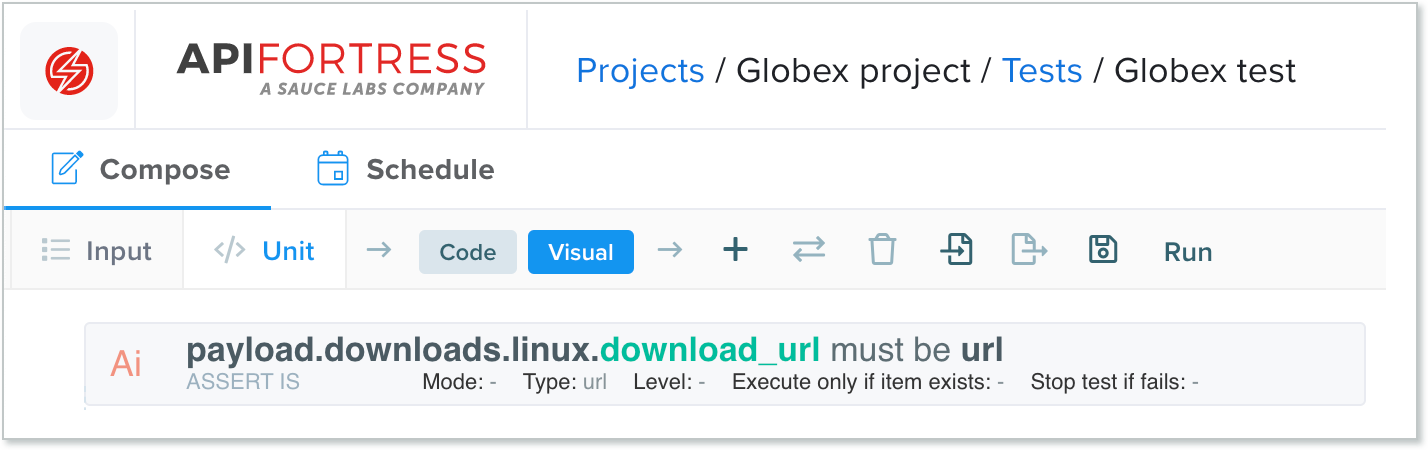 APIFORTRESS
A SAUCE LABS COMPANY
Projects / Globex project / Tests / Globex test
Compose Schedule
Input </> Unit → Code Visual → + Run
Ai payload.downloads.linux.download_url must be url
ASSERT IS Mode: - Type: url Level: - Execute only if item exists: - Stop test if fails: -